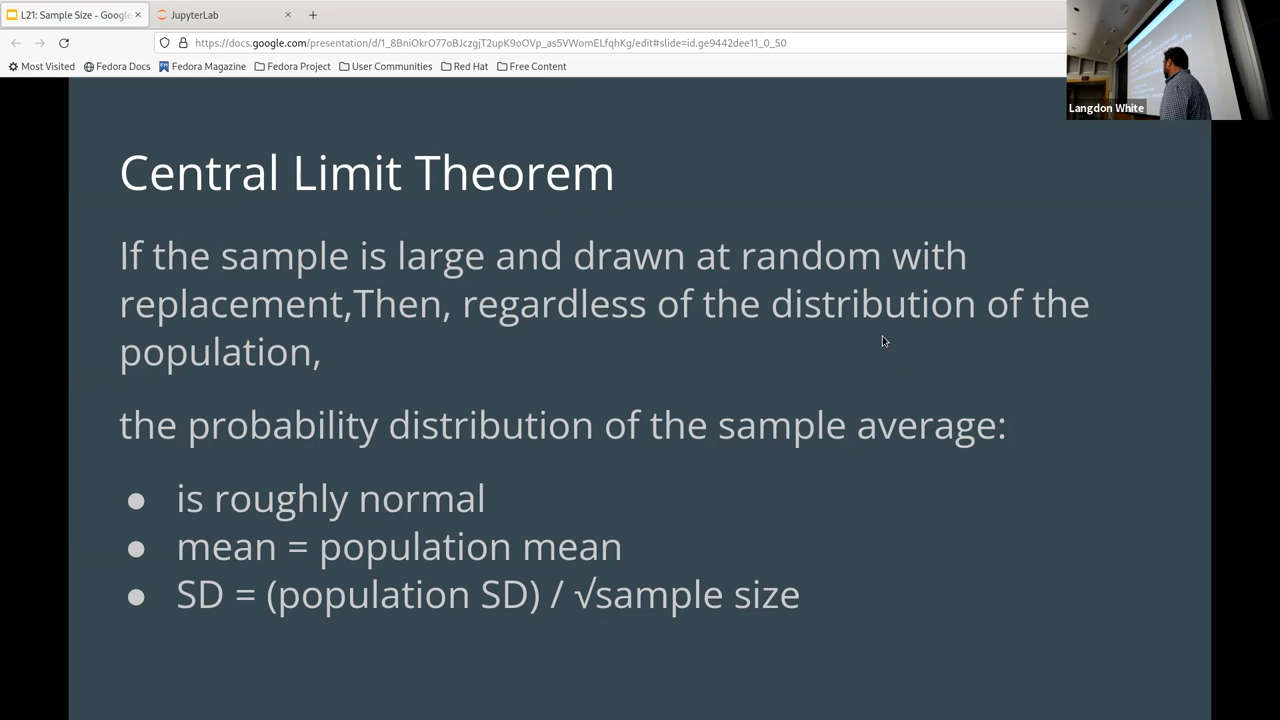 L21: Sample Size - Google
JupyterLab
https://docs.google.com/presentation/d/1_8BniOkrO77oBJczgjT2upK9oOVp_as5VWomELfqhKg/edit#slide=id.ge9442dee11_0_50
Most Visited Fedora Docs Fedora Magazine Fedora Project User Communities Red Hat Free Content
Langdon White
Central Limit Theorem
If the sample is large and drawn at random with
replacement,Then, regardless of the distribution of the
population,
the probability distribution of the sample average:
● is roughly normal
● mean = population mean
● SD = (population SD) / √sample size